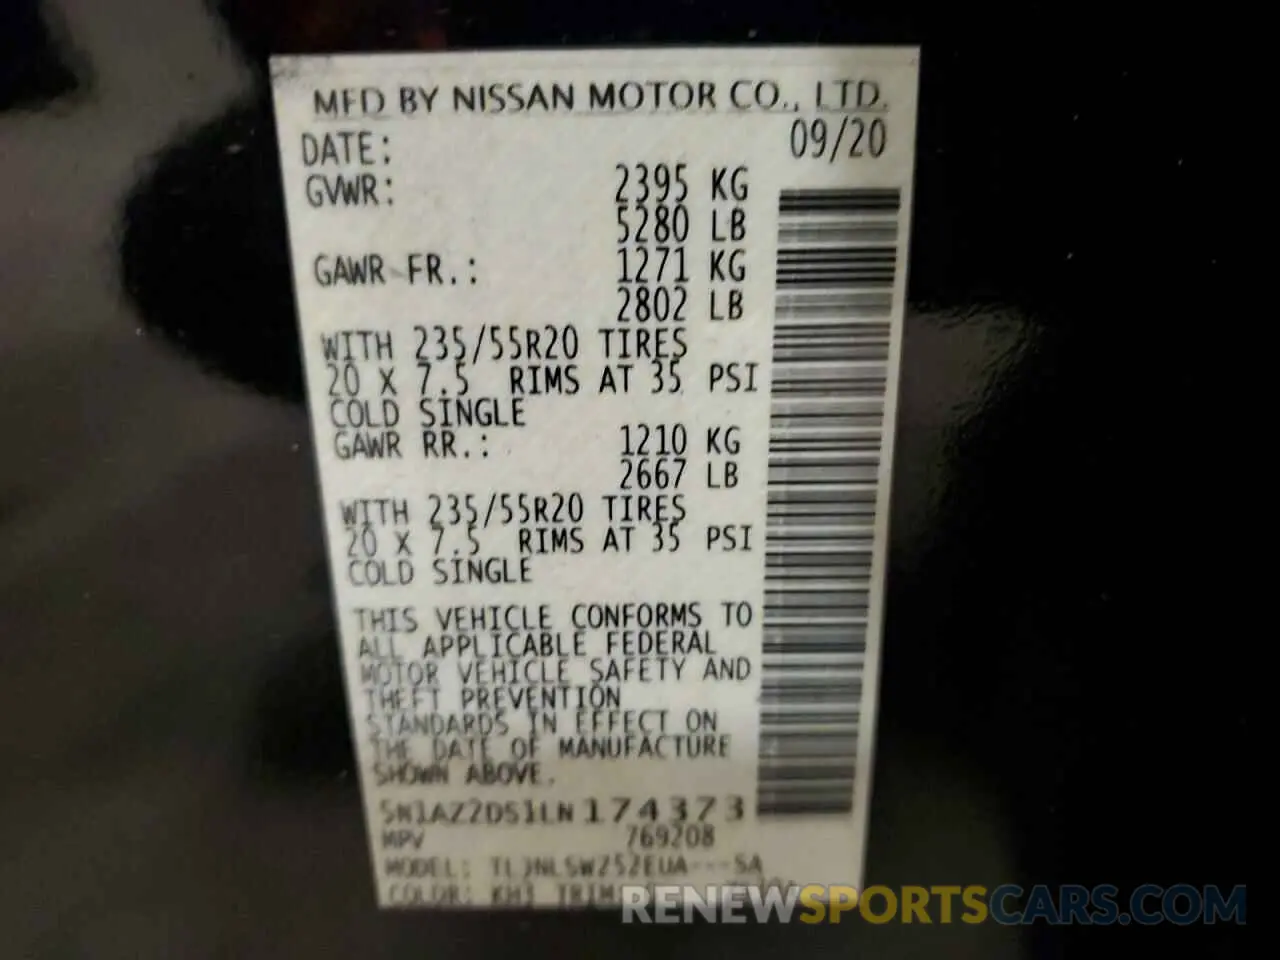 MFD BY NISSAN MOTOR CO., LTD.
DATE: 09/20
GVWR: 2395 KG
5280 LB
GAWR FR.: 1271 KG
2802 LB
WITH 235/55R20 TIRES
20 X 7.5 RIMS AT 35 PSI
COLD SINGLE
GAWR RR.: 1210 KG
2667 LB
WITH 235/55R20 TIRES
20 X 7.5 RIMS AT 35 PSI
COLD SINGLE
THIS VEHICLE CONFORMS TO
ALL APPLICABLE FEDERAL
MOTOR VEHICLE SAFETY AND
THEFT PREVENTION
STANDARDS IN EFFECT ON
THE DATE OF MANUFACTURE
SHOWN ABOVE.
5N1AZ2DS1LN174373
MPV 769208
MODEL:
COLOR: KH3 TRIM
RENEWSPORTSCARS.COM